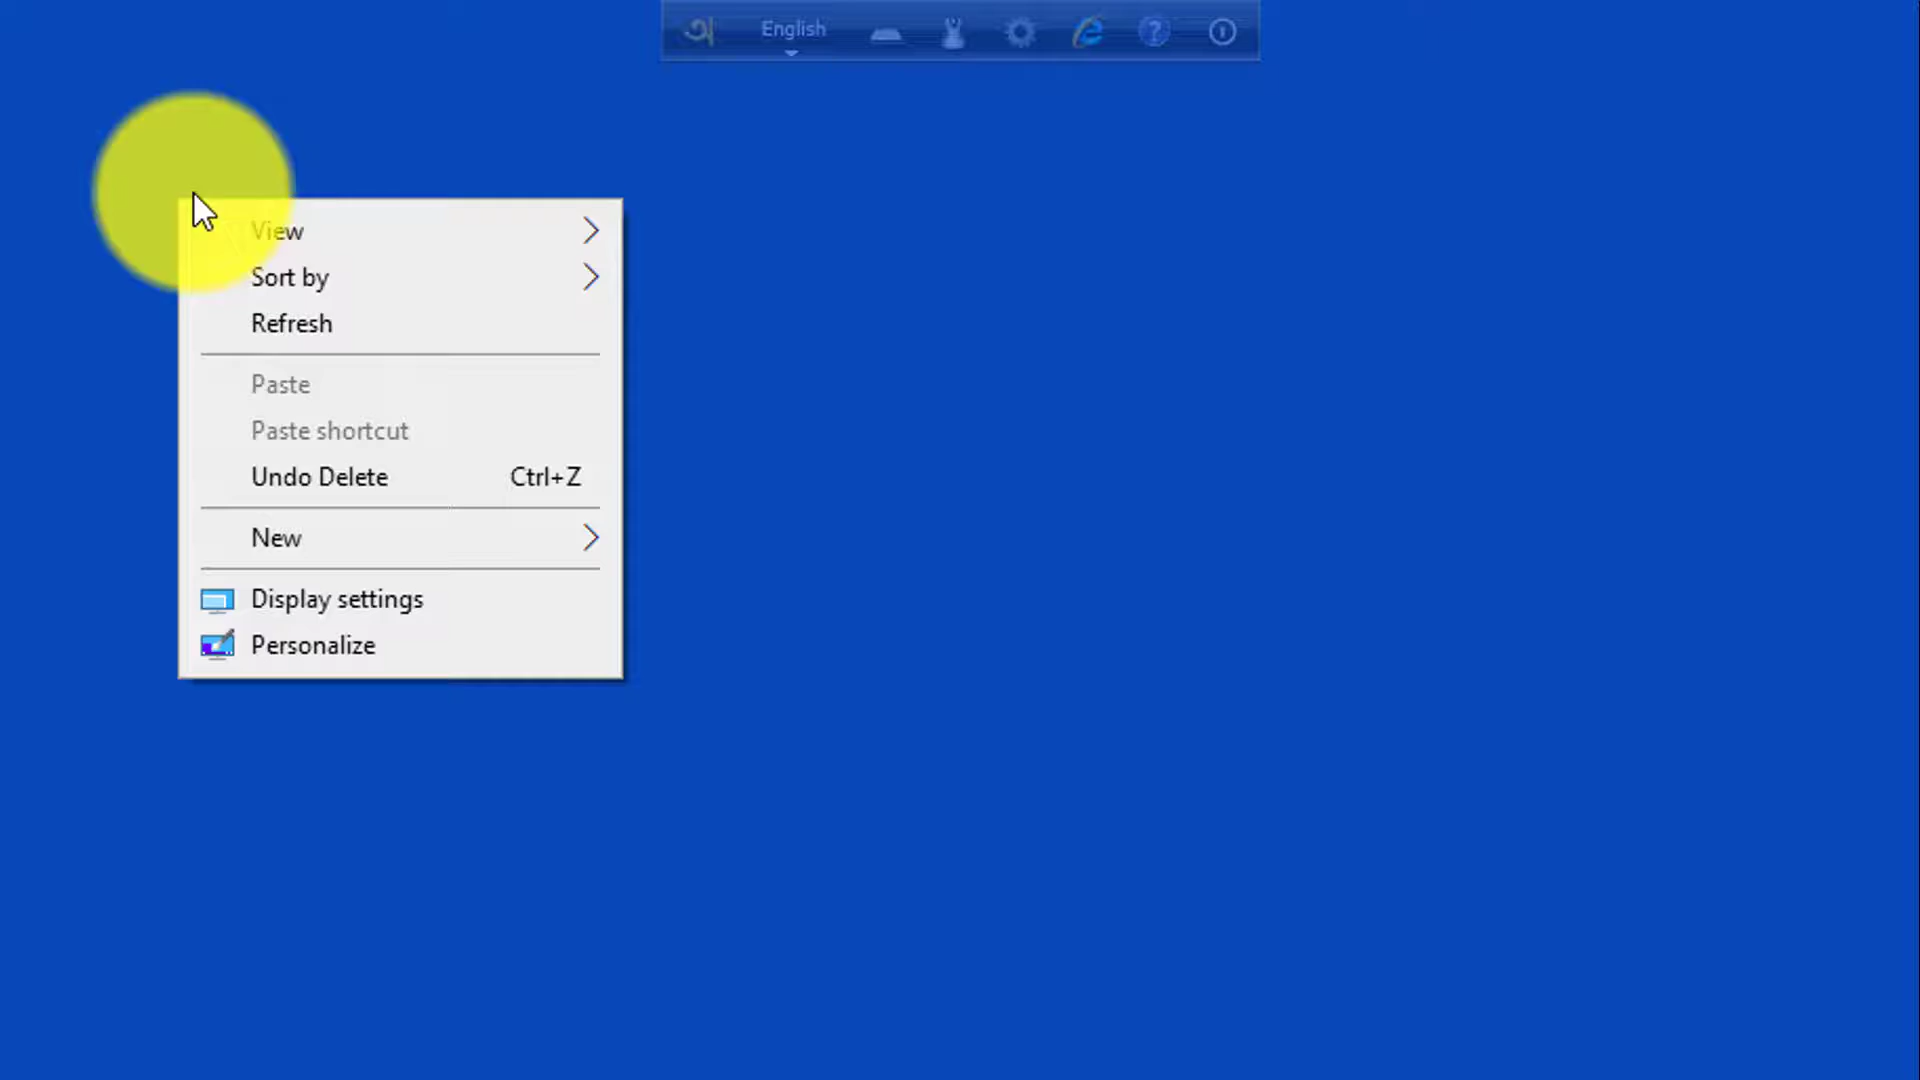 অ English
View
Sort by
Refresh
Paste
Paste shortcut
Undo Delete Ctrl+Z
New
Display settings
Personalize